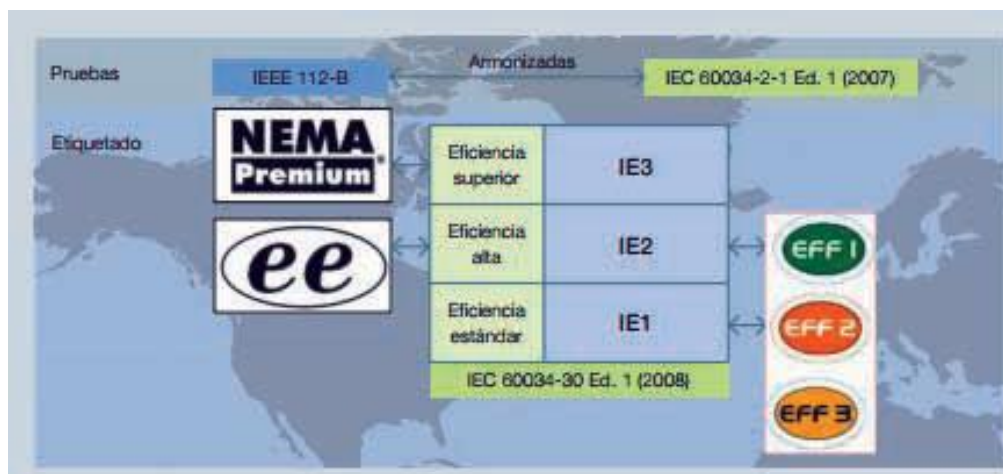 Pruebas
IEEE 112-B
Armonizadas
IEC 60034-2-1 Ed. 1 (2007)
Etiquetado
NEMA
Premium®
Eficiencia
superior
IE3
ee
Eficiencia
alta
IE2
EFF 1
Eficiencia
estándar
IE1
EFF 2
IEC 60034-30 Ed. 1 (2008)
EFF 3